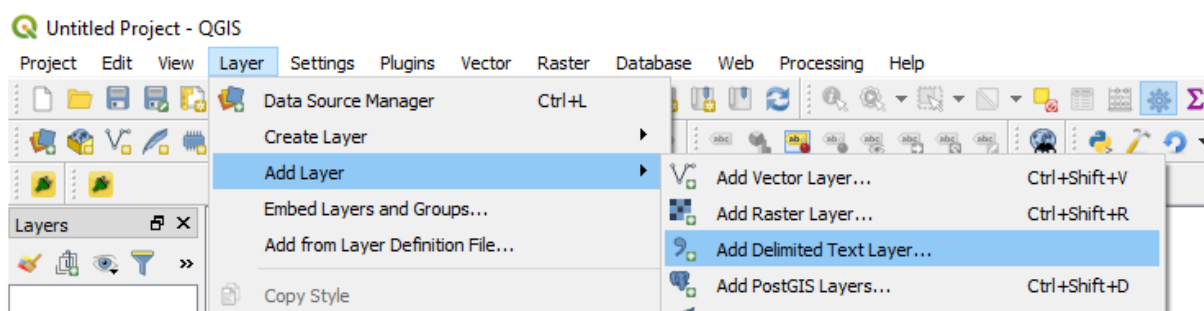 Untitled Project - QGIS
Project Edit View Layer Settings Plugins Vector Raster Database Web Processing Help
Data Source Manager Ctrl+L
Create Layer
Add Layer
Add Vector Layer... Ctrl+Shift+V
Layers
Embed Layers and Groups...
Add Raster Layer... Ctrl+Shift+R
Add from Layer Definition File...
Add Delimited Text Layer...
Copy Style
Add PostGIS Layers... Ctrl+Shift+D